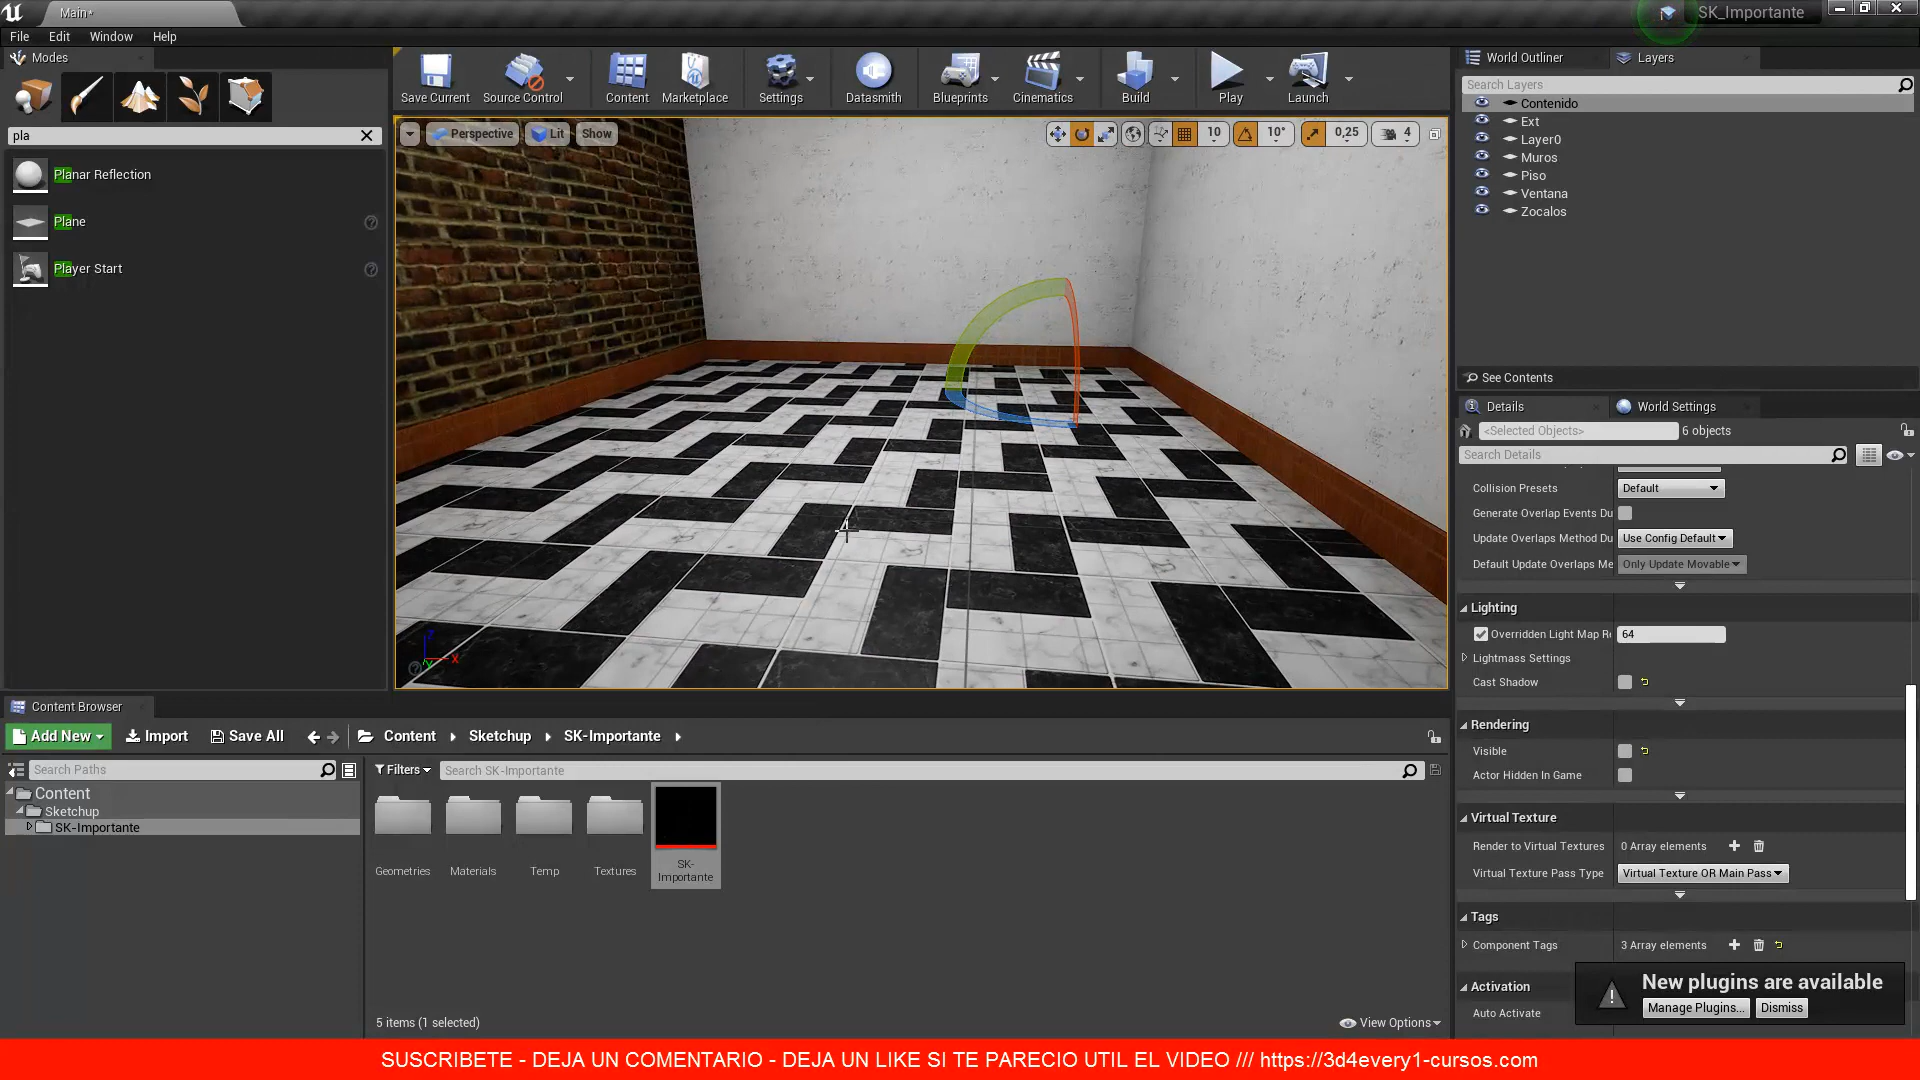 Main*
SK_Importante
File Edit Window Help
Modes
pla
Planar Reflection
Plane
Player Start
Save Current
Source Control
Content
Marketplace
Settings
Datasmith
Blueprints
Cinematics
Build
Play
Launch
Perspective
Lit
Show
10
10°
0,25
4
Z
X
Y
World Outliner
Layers
Search Layers
Contenido
Ext
Layer0
Muros
Piso
Ventana
Zocalos
See Contents
Details
World Settings
<Selected Objects>
6 objects
Search Details
Collision Presets
Default
Generate Overlap Events Du
Update Overlaps Method Du
Use Config Default
Default Update Overlaps Me
Only Update Movable
Lighting
Overridden Light Map R
64
Lightmass Settings
Cast Shadow
Rendering
Visible
Actor Hidden In Game
Virtual Texture
Render to Virtual Textures
0 Array elements
Virtual Texture Pass Type
Virtual Texture OR Main Pass
Tags
Component Tags
3 Array elements
Activation
Auto Activate
New plugins are available
Manage Plugins...
Dismiss
Content Browser
Add New
Import
Save All
Content
Sketchup
SK-Importante
Search Paths
Content
Sketchup
SK-Importante
Filters
Search SK-Importante
Geometries
Materials
Temp
Textures
SK-
Importante
5 items (1 selected)
View Options
SUSCRIBETE - DEJA UN COMENTARIO - DEJA UN LIKE SI TE PARECIO UTIL EL VIDEO /// https://3d4every1-cursos.com